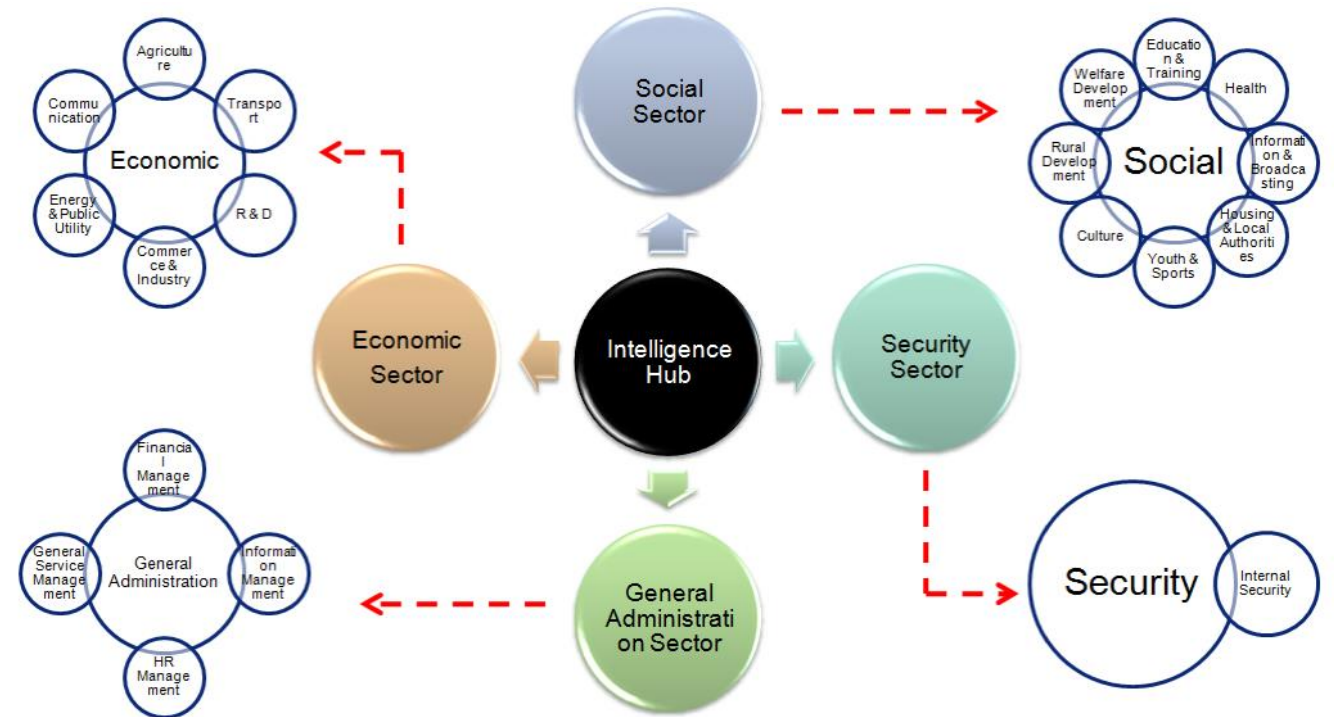 Agricultu
re
Commu
nication
Transpo
rt
Economic
Energy
& Public
Utility
R & D
Commer
ce &
Industry
Social
Sector
Educatio
n &
Training
Welfare
Develop
ment
Health
Rural
Develop
ment
Social
Informati
on &
Broadca
sting
Culture
Housing
& Local
Authoriti
es
Youth &
Sports
Economic
Sector
Intelligence
Hub
Security
Sector
Financia
l
Manage
ment
General
Service
Manage
ment
General
Administration
Informati
on
Manage
ment
HR
Manage
ment
General
Administrati
on Sector
Security
Internal
Security